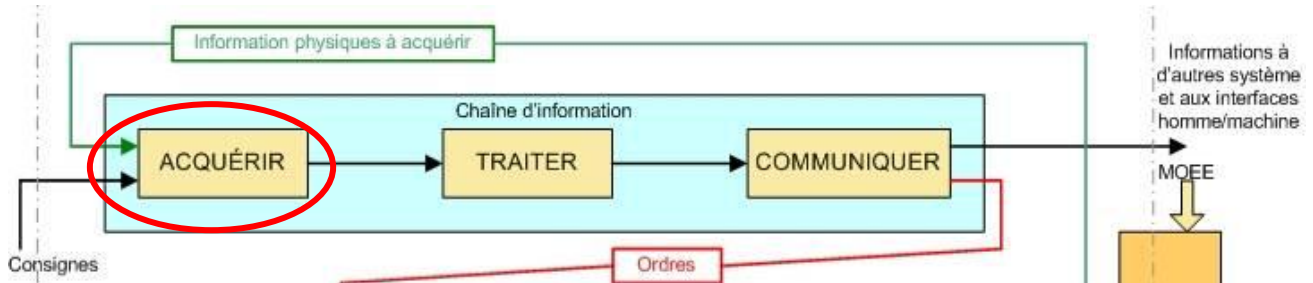 Information physiques à acquérir
Informations à
d'autres système
et aux interfaces
homme/machine
Chaîne d'information
ACQUÉRIR
TRAITER
COMMUNIQUER
MOEE
Consignes
Ordres